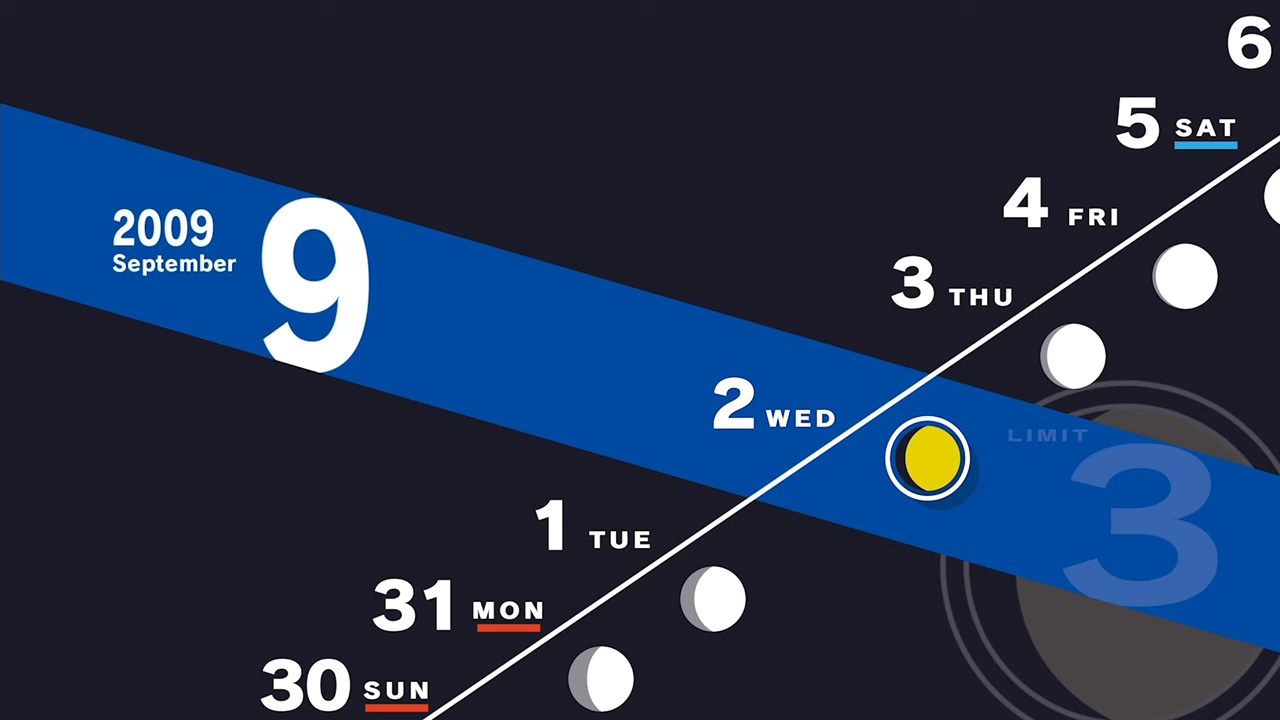 6
5 SAT
4 FRI
3 THU
2009
September
9
2 WED
LIMIT
3
1 TUE
31 MON
30 SUN